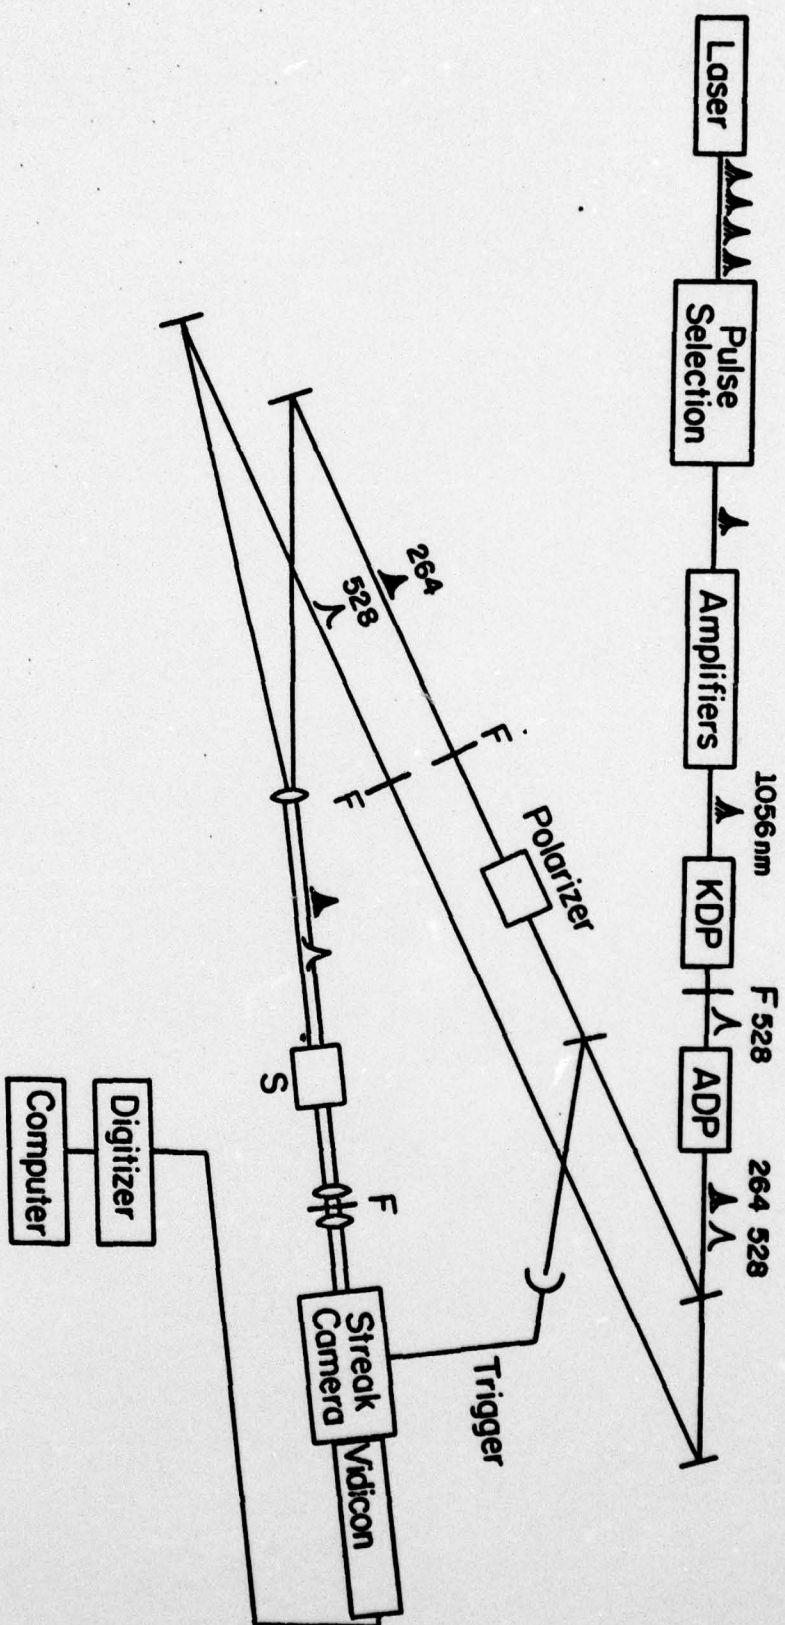 Laser
Pulse
Selection
Amplifiers
1056nm
KDP
F 528
ADP
264 528
264
528
F
F
Polarizer
S
F
Trigger
Streak
Camera
Vidicon
Digitizer
Computer